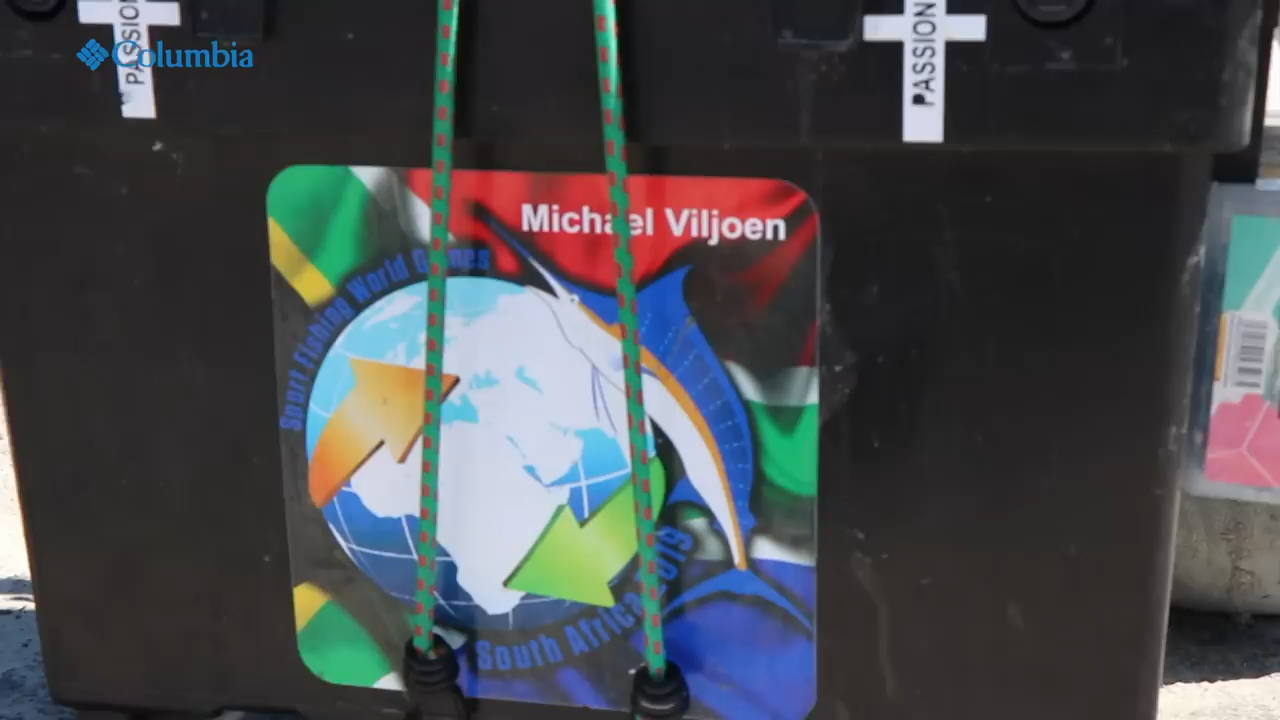 PASSION
Columbia
PASSION
Michael Viljoen
Sport Fishing World Games
South Africa 2019